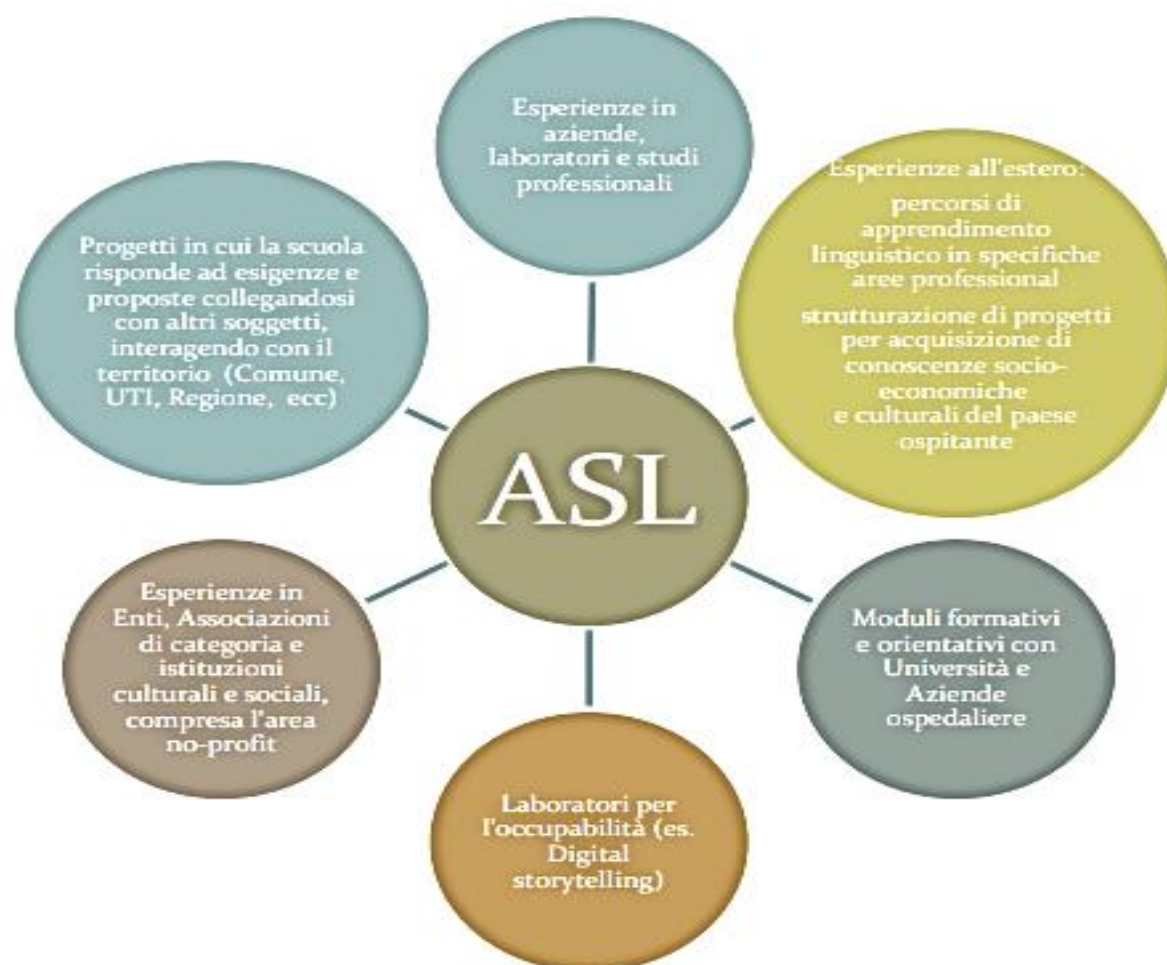 Esperienze in
aziende,
laboratori e studi
professionali
Esperienze all'estero:
percorsi di
apprendimento
linguistico in specifiche
aree professional
strutturazione di progetti
per acquisizione di
conoscenze socio-
economiche
e culturali del paese
ospitante
Moduli formativi
e orientativi con
Università e
Aziende
ospedaliere
Laboratori per
l'occupabilità (es.
Digital
storytelling)
Esperienze in
Enti, Associazioni
di categoria e
istituzioni
culturali e sociali,
compresa l'area
no-profit
Progetti in cui la scuola
risponde ad esigenze e
proposte collegandosi
con altri soggetti,
interagendo con il
territorio (Comune,
UTI, Regione, ecc)
ASL